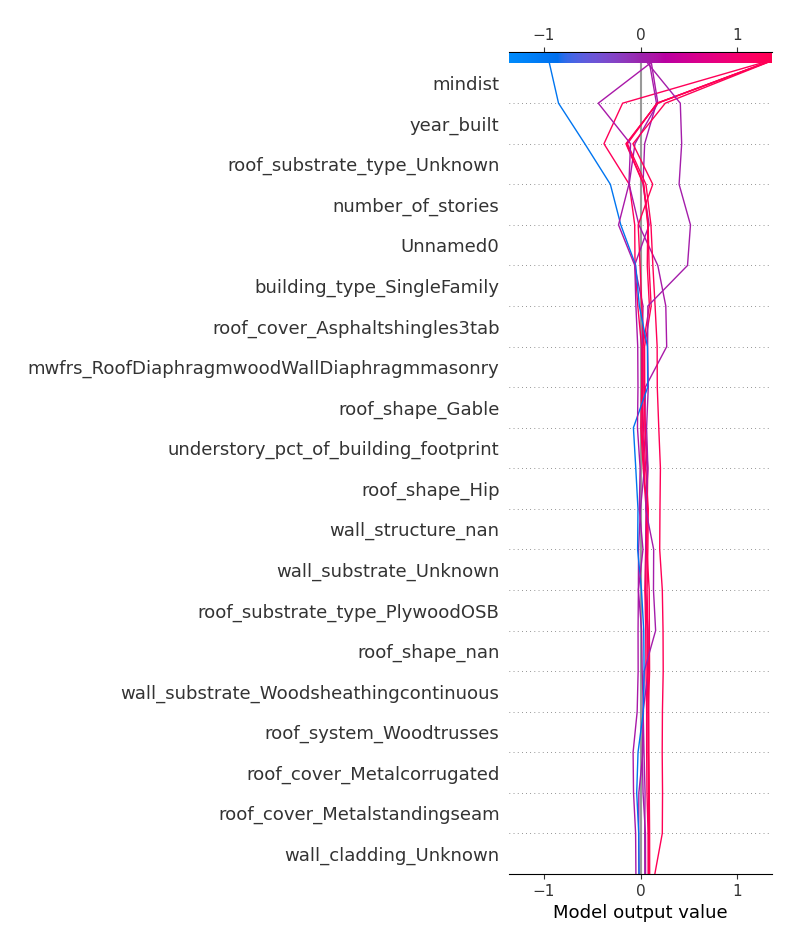 −1 0 1
mindist
year_built
roof_substrate_type_Unknown
number_of_stories
Unnamed0
building_type_SingleFamily
roof_cover_Asphaltshingles3tab
mwfrs_RoofDiaphragmwoodWallDiaphragmmasonry
roof_shape_Gable
understory_pct_of_building_footprint
roof_shape_Hip
wall_structure_nan
wall_substrate_Unknown
roof_substrate_type_PlywoodOSB
roof_shape_nan
wall_substrate_Woodsheathingcontinuous
roof_system_Woodtrusses
roof_cover_Metalcorrugated
roof_cover_Metalstandingseam
wall_cladding_Unknown
−1 0 1
Model output value